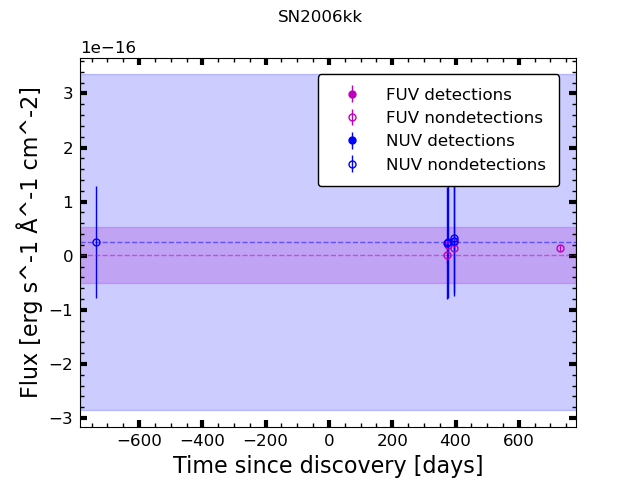 SN2006kk
1e−16
FUV detections
FUV nondetections
NUV detections
NUV nondetections
3
2
1
0
−1
−2
−3
Flux [erg s^-1 Å^-1 cm^-2]
−600 −400 −200 0 200 400 600
Time since discovery [days]